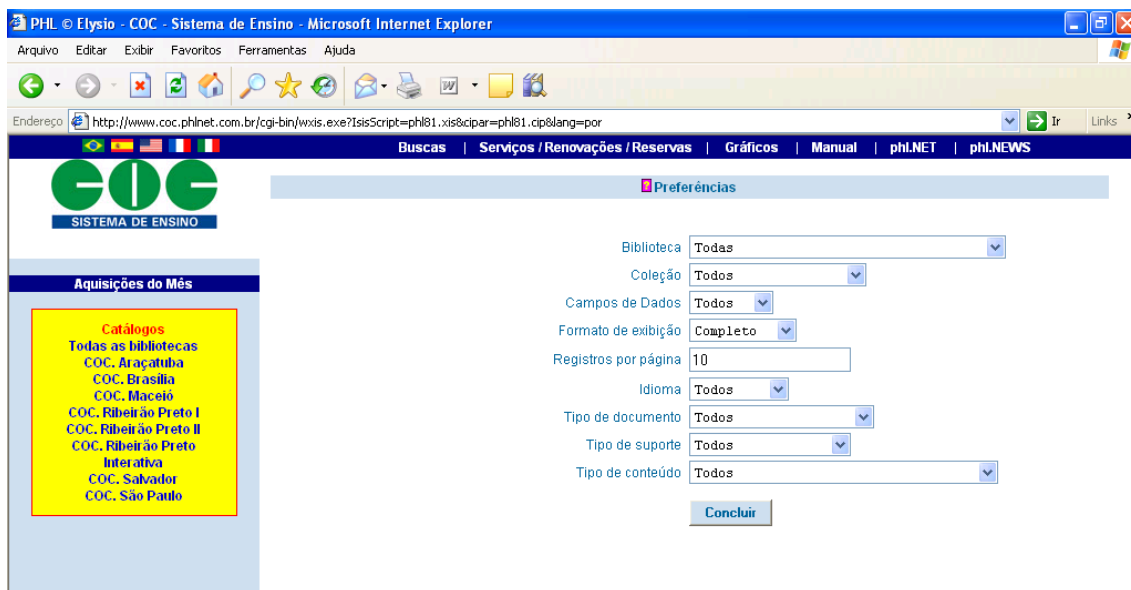 PHL © Elysio - COC - Sistema de Ensino - Microsoft Internet Explorer
Arquivo Editar Exibir Favoritos Ferramentas Ajuda
Endereço http://www.coc.phlnet.com.br/cgi-bin/wxis.exe?IsisScript=phl81.xis&cipar=phl81.cip&lang=por Ir Links
Buscas | Serviços / Renovações / Reservas | Gráficos | Manual | phl.NET | phl.NEWS
COC
SISTEMA DE ENSINO
? Preferências
Biblioteca Todas
Coleção Todos
Campos de Dados Todos
Formato de exibição Completo
Registros por página 10
Idioma Todos
Tipo de documento Todos
Tipo de suporte Todos
Tipo de conteúdo Todos
Concluir
Aquisições do Mês
Catálogos
Todas as bibliotecas
COC. Araçatuba
COC. Brasília
COC. Maceió
COC. Ribeirão Preto I
COC. Ribeirão Preto II
COC. Ribeirão Preto
Interativa
COC. Salvador
COC. São Paulo